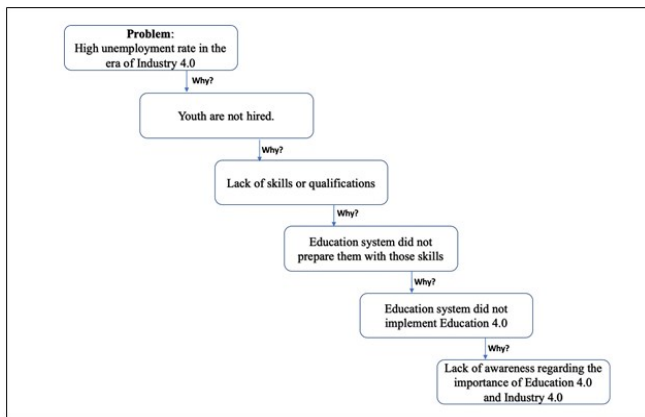 Problem:
High unemployment rate in the
era of Industry 4.0
Why?
Youth are not hired.
Why?
Lack of skills or qualifications
Why?
Education system did not
prepare them with those skills
Why?
Education system did not
implement Education 4.0
Why?
Lack of awareness regarding the
importance of Education 4.0
and Industry 4.0